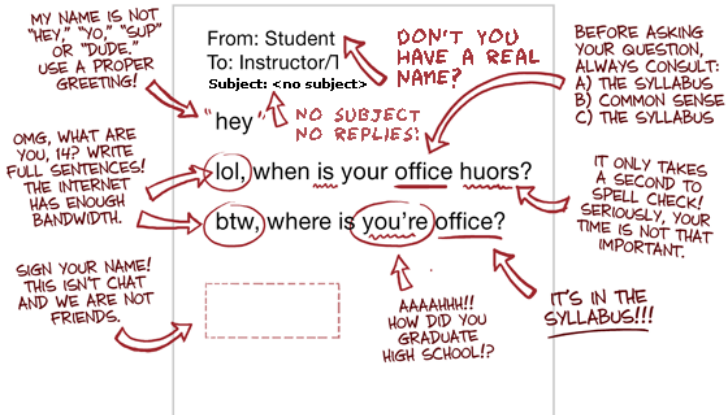 MY NAME IS NOT
"HEY," "YO," "SUP"
OR "DUDE."
USE A PROPER
GREETING!
From: Student
To: Instructor/
Subject: <no subject>
DON'T YOU
HAVE A REAL
NAME?
BEFORE ASKING
YOUR QUESTION,
ALWAYS CONSULT:
A) THE SYLLABUS
B) COMMON SENSE
C) THE SYLLABUS
"hey"
NO SUBJECT
NO REPLIES!
OMG, WHAT ARE
YOU, 14? WRITE
FULL SENTENCES!
THE INTERNET
HAS ENOUGH
BANDWIDTH.
lol, when is your office huors?
btw, where is you're office?
IT ONLY TAKES
A SECOND TO
SPELL CHECK!
SERIOUSLY, YOUR
TIME IS NOT THAT
IMPORTANT.
SIGN YOUR NAME!
THIS ISN'T CHAT
AND WE ARE NOT
FRIENDS.
AAAAHHH!!
HOW DID YOU
GRADUATE
HIGH SCHOOL!?
IT'S IN THE
SYLLABUS!!!